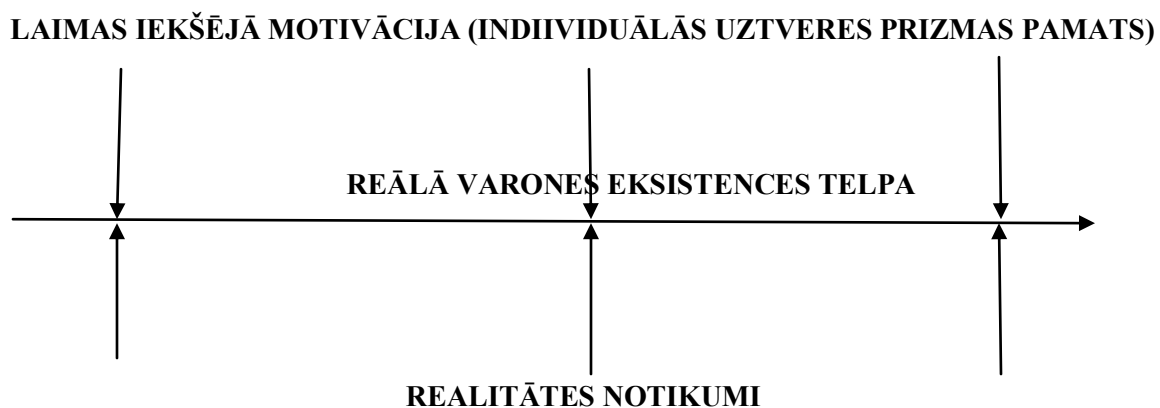 LAIMAS IEKŠĒJĀ MOTIVĀCIJA (INDIIVIDUĀLĀS UZTVERES PRIZMAS PAMATS)
REĀLĀ VARONES EKSISTENCES TELPA
REALITĀTES NOTIKUMI